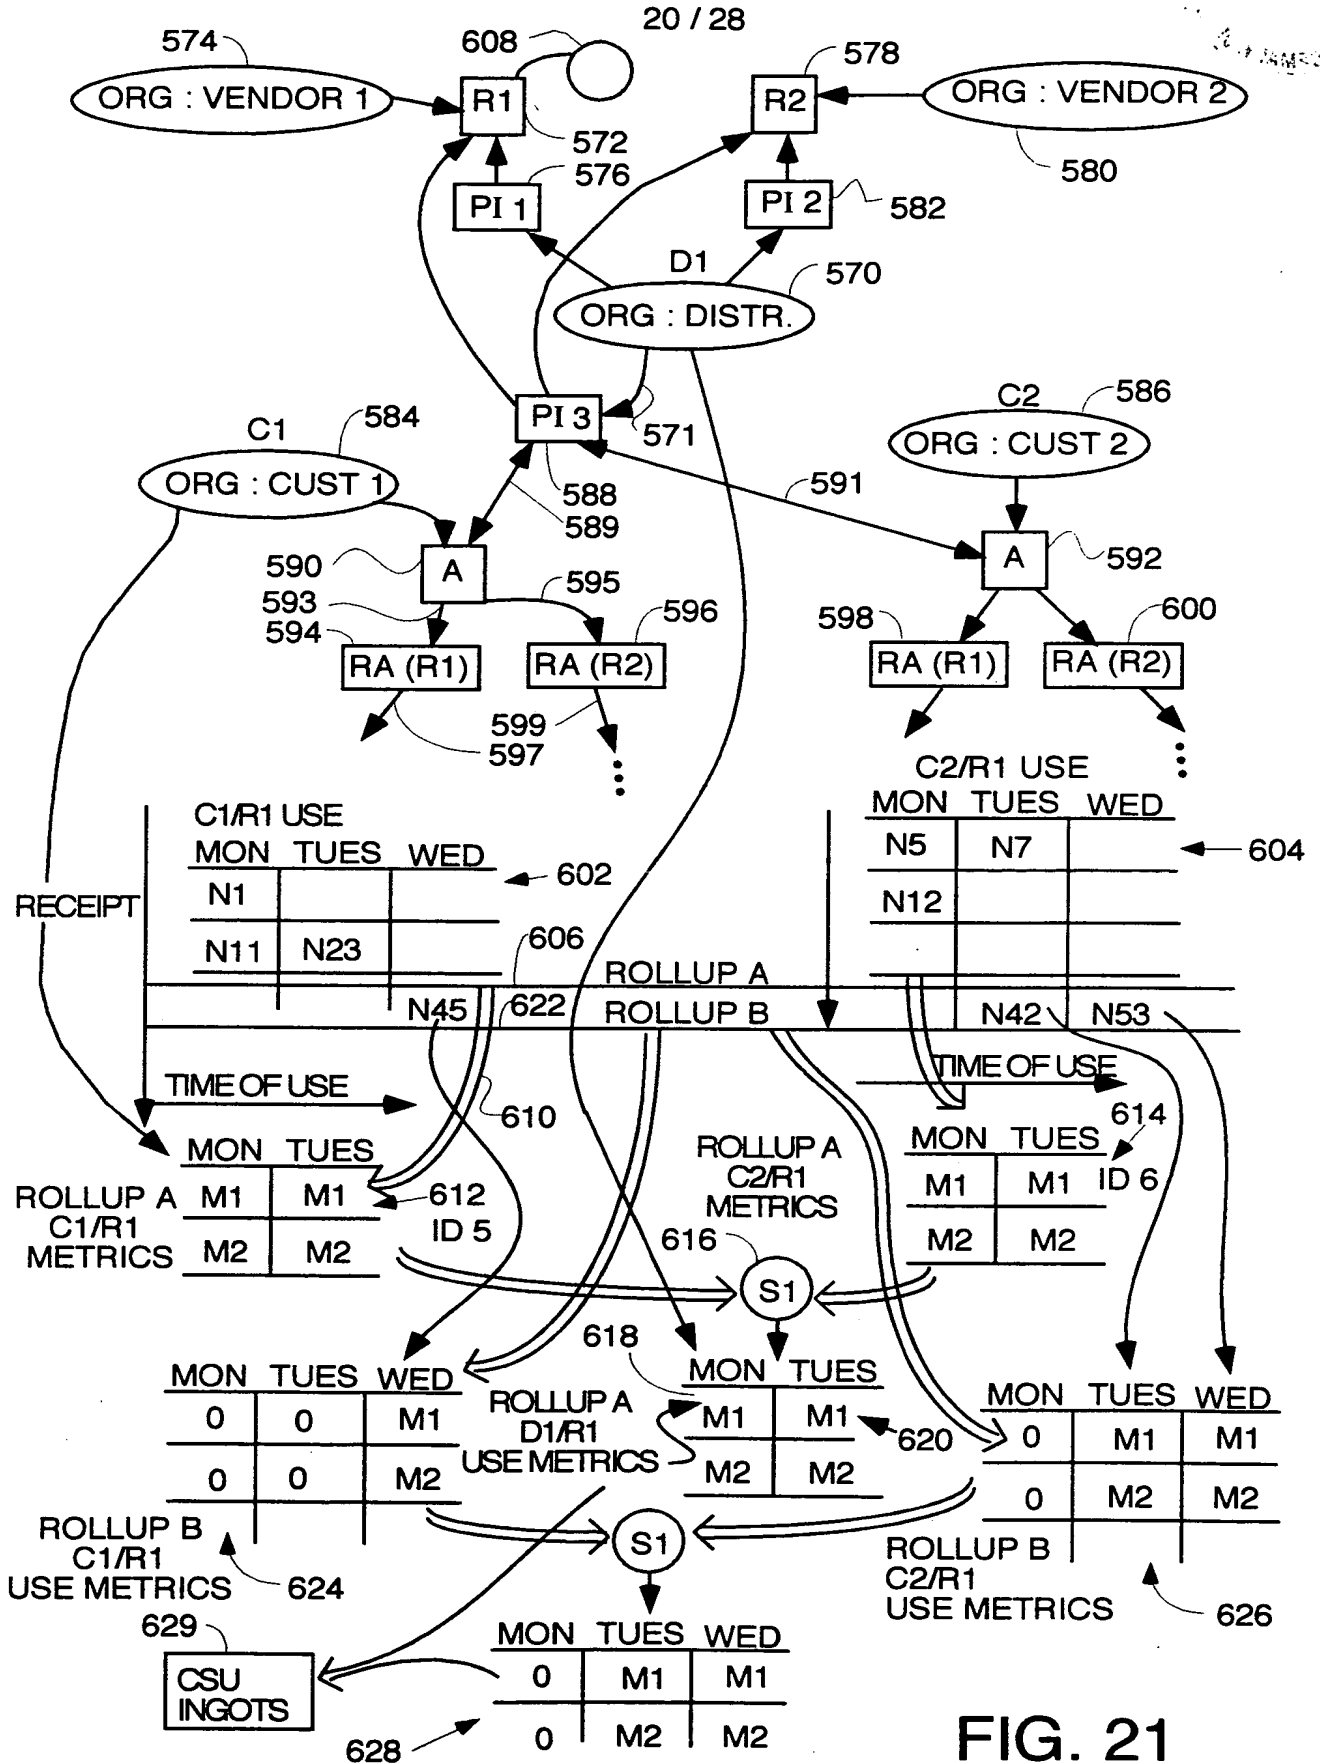 20 / 28
574
608
578
ORG : VENDOR 1
R1
R2
ORG : VENDOR 2
572
576
580
PI 1
PI 2
582
D1
570
ORG : DISTR.
C2
586
C1
584
PI 3
571
ORG : CUST 2
ORG : CUST 1
588
591
589
590
A
592
A
593
595
594
596
598
600
RA (R1)
RA (R2)
RA (R1)
RA (R2)
599
597
C2/R1 USE
MON TUES WED
C1/R1 USE
MON TUES WED
N5 N7
604
602
RECEIPT
N1
N12
N11 N23
606
ROLLUP A
N45
622
ROLLUP B
N42 N53
TIME OF USE
TIME OF USE
610
614
MON TUES
ROLLUP A
C2/R1
METRICS
MON TUES
ROLLUP A
C1/R1
METRICS
M1 M1
612
ID 5
M1 M1
ID 6
M2 M2
616
M2 M2
S1
618
MON TUES WED
MON TUES
MON TUES WED
0 0 M1
ROLLUP A
D1/R1
USE METRICS
M1 M1
620
0 M1 M1
0 0 M2
M2 M2
0 M2 M2
ROLLUP B
C1/R1
USE METRICS
624
S1
ROLLUP B
C2/R1
USE METRICS
626
629
MON TUES WED
CSU
INGOTS
0 M1 M1
0 M2 M2
628
FIG. 21